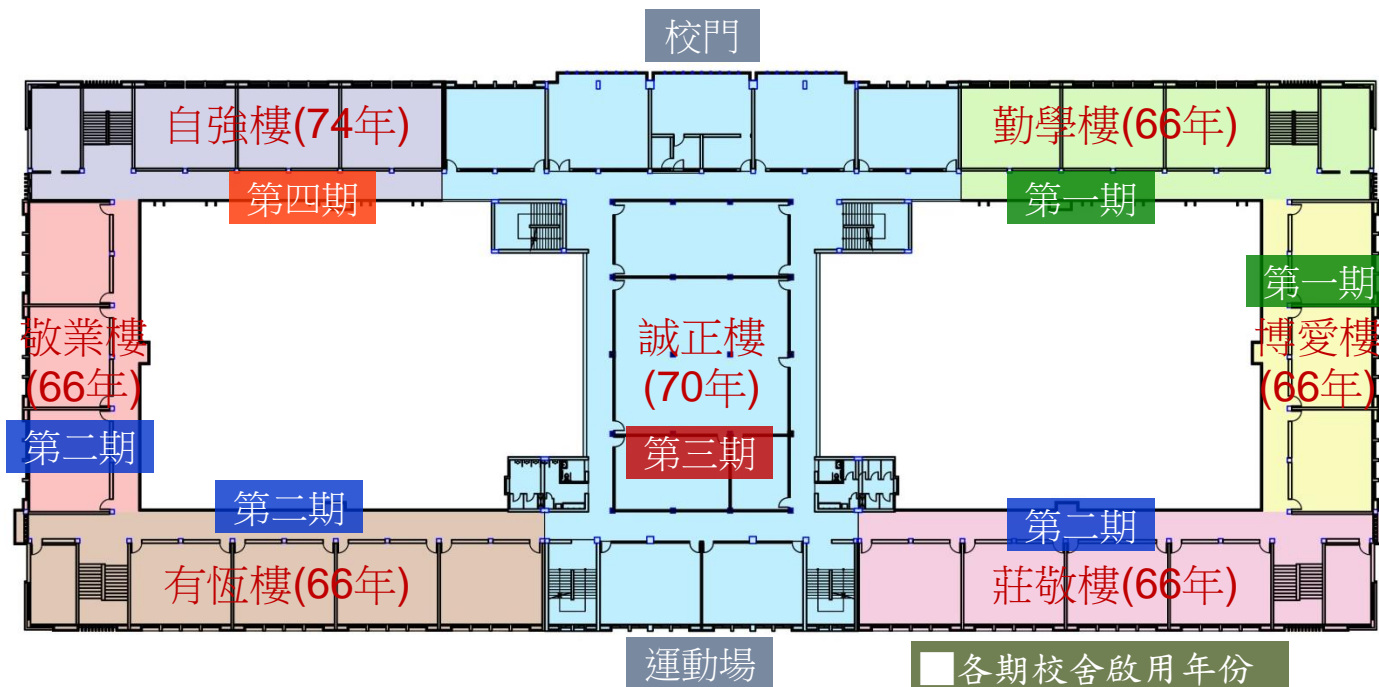 校門
自強樓(74年)
勤學樓(66年)
第四期
第一期
第一期
敬業樓
(66年)
誠正樓
(70年)
博愛樓
(66年)
第二期
第三期
第二期
第二期
有恆樓(66年)
莊敬樓(66年)
運動場
各期校舍啟用年份